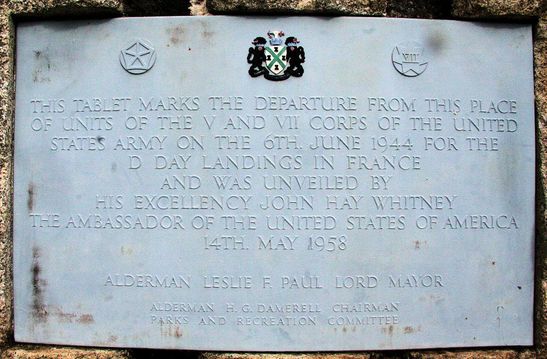 VII
THIS TABLET MARKS THE DEPARTURE FROM THIS PLACE
OF UNITS OF THE V AND VII CORPS OF THE UNITED
STATES ARMY ON THE 6TH. JUNE 1944 FOR THE
D DAY LANDINGS IN FRANCE
AND WAS UNVEILED BY
HIS EXCELLENCY JOHN HAY WHITNEY
THE AMBASSADOR OF THE UNITED STATES OF AMERICA
14TH. MAY 1958
ALDERMAN LESLIE F. PAUL LORD MAYOR
ALDERMAN H.G. DAMERELL CHAIRMAN
PARKS AND RECREATION COMMITTEE